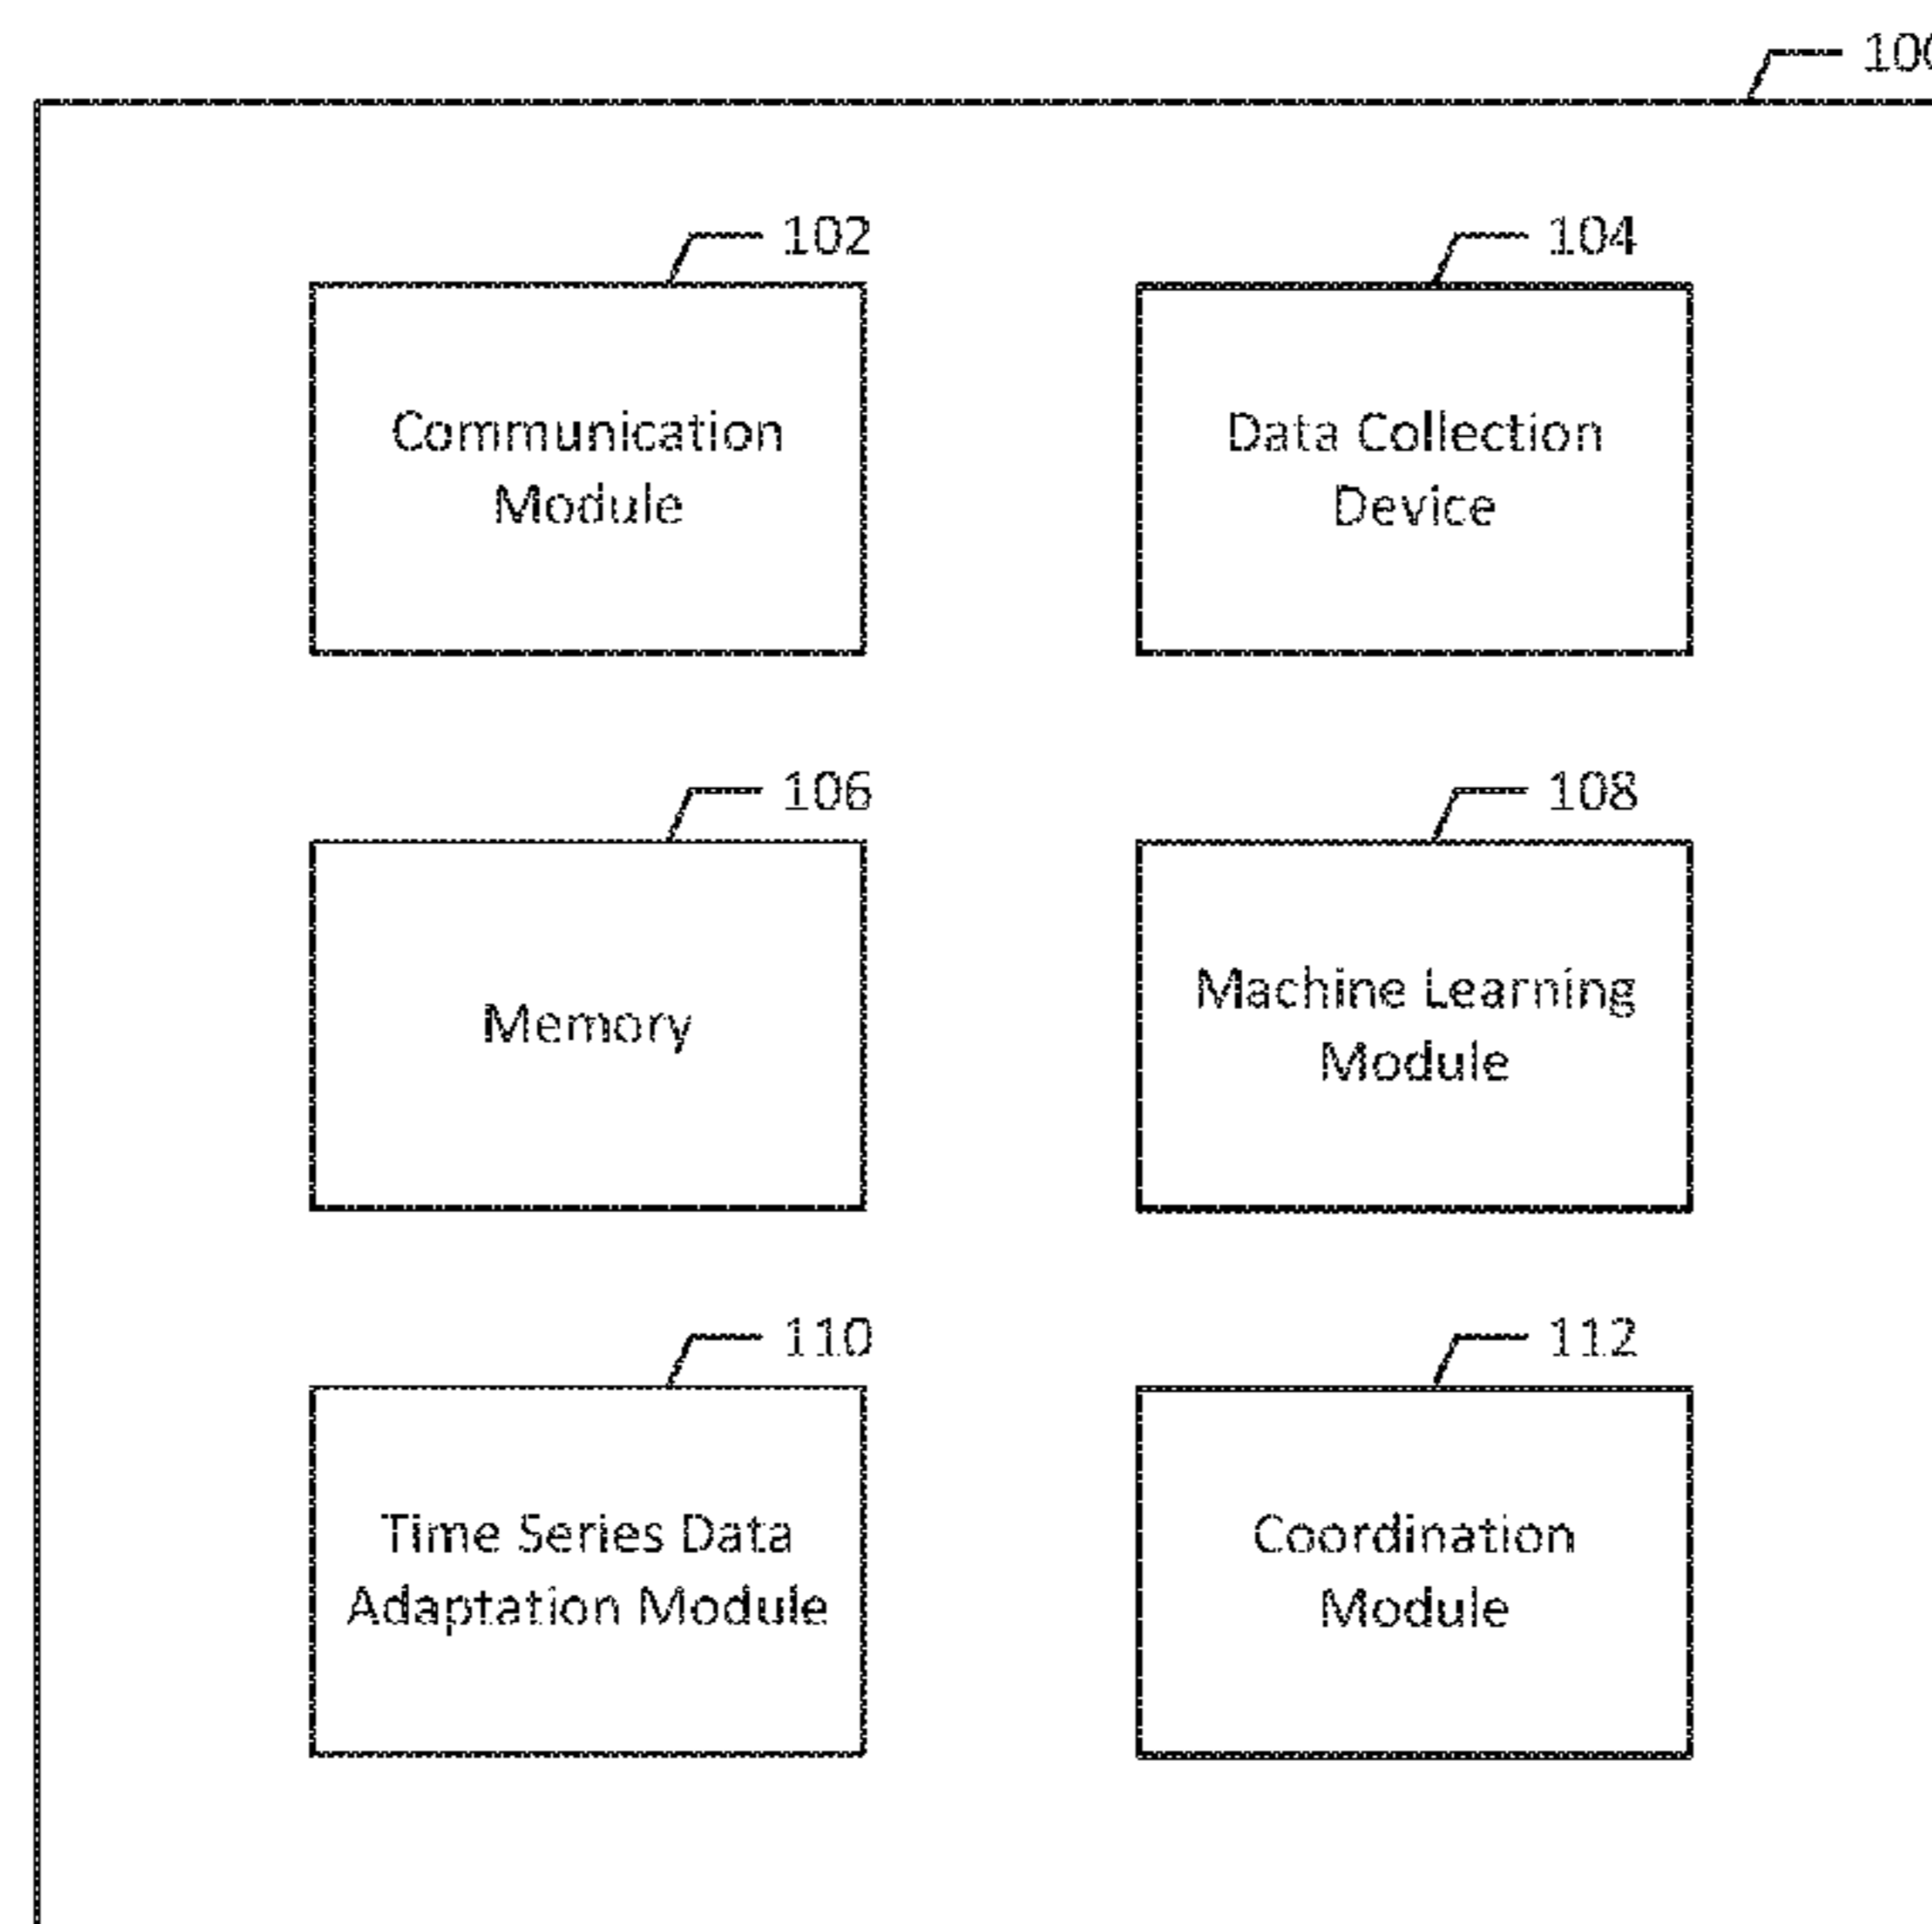 100
102
104
Communication
Module
Data Collection
Device
106
108
Memory
Machine Learning
Module
110
112
Time Series Data
Adaptation Module
Coordination
Module